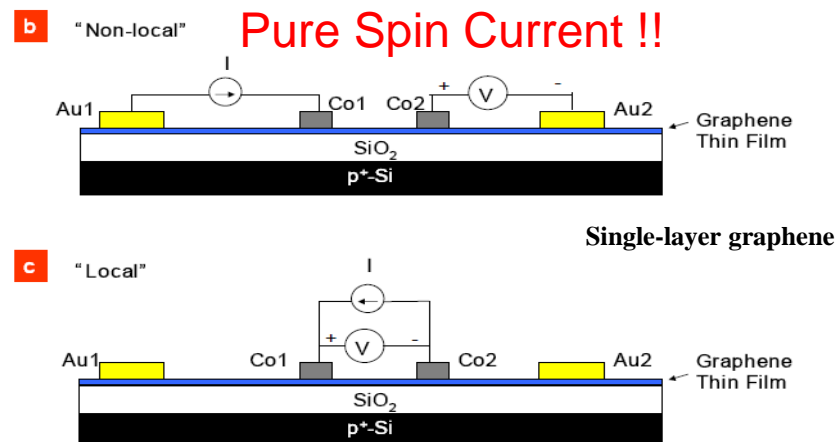 b "Non-local" Pure Spin Current !!
I
Au1 Co1 Co2 + V - Au2
Graphene
Thin Film
SiO₂
p⁺-Si
Single-layer graphene
c "Local"
I
+ V -
Au1 Co1 Co2 Au2
Graphene
Thin Film
SiO₂
p⁺-Si